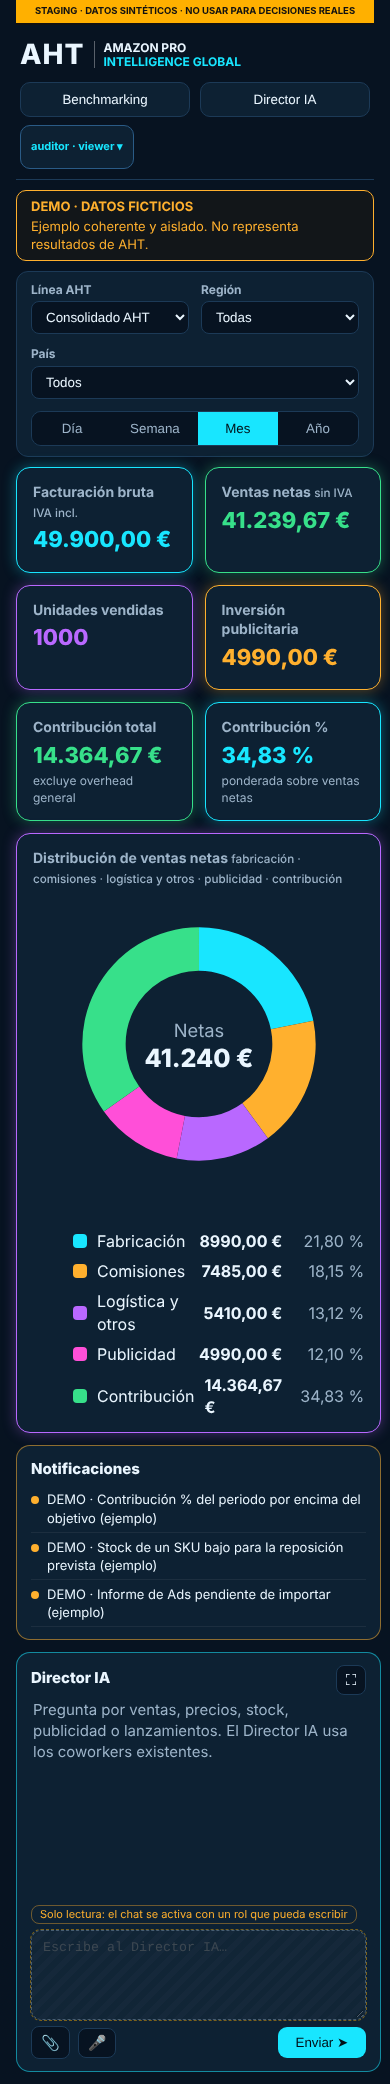 STAGING · DATOS SINTÉTICOS · NO USAR PARA DECISIONES REALES
AHT
AMAZON PRO
INTELLIGENCE GLOBAL
Benchmarking
Director IA
auditor · viewer ▾
DEMO · DATOS FICTICIOS
Ejemplo coherente y aislado. No representa
resultados de AHT.
Línea AHT
Región
Consolidado AHT
Todas
País
Todos
Día
Semana
Mes
Año
Facturación bruta
IVA incl.
49.900,00 €
Ventas netas sin IVA
41.239,67 €
Unidades vendidas
1000
Inversión
publicitaria
4990,00 €
Contribución total
14.364,67 €
excluye overhead
general
Contribución %
34,83 %
ponderada sobre ventas
netas
Distribución de ventas netas fabricación ·
comisiones · logística y otros · publicidad · contribución
Netas
41.240 €
Fabricación 8990,00 € 21,80 %
Comisiones 7485,00 € 18,15 %
Logística y
otros 5410,00 € 13,12 %
Publicidad 4990,00 € 12,10 %
Contribución 14.364,67
€ 34,83 %
Notificaciones
DEMO · Contribución % del periodo por encima del
objetivo (ejemplo)
DEMO · Stock de un SKU bajo para la reposición
prevista (ejemplo)
DEMO · Informe de Ads pendiente de importar
(ejemplo)
Director IA
Pregunta por ventas, precios, stock,
publicidad o lanzamientos. El Director IA usa
los coworkers existentes.
Solo lectura: el chat se activa con un rol que pueda escribir
Escribe al Director IA…
Enviar ➤